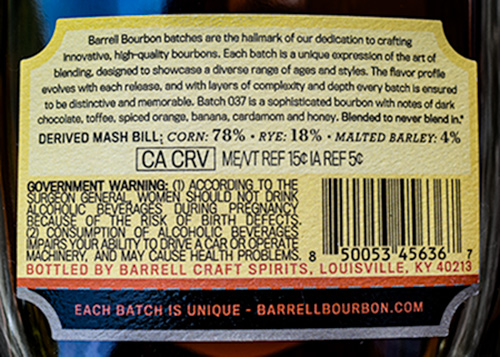 Barrell Bourbon batches are the hallmark of our dedication to crafting
innovative, high-quality bourbons. Each batch is a unique expression of the art of
blending, designed to showcase a diverse range of ages and styles. The flavor profile
evolves with each release, and with layers of complexity and depth every batch is ensured
to be distinctive and memorable. Batch 037 is a sophisticated bourbon with notes of dark
chocolate, toffee, spiced orange, banana, cardamom and honey. Blended to never blend in.®
DERIVED MASH BILL: CORN: 78% • RYE: 18% • MALTED BARLEY: 4%
CA CRV ME/VT REF 15¢ IA REF 5¢
GOVERNMENT WARNING: (1) ACCORDING TO THE
SURGEON GENERAL, WOMEN SHOULD NOT DRINK
ALCOHOLIC BEVERAGES DURING PREGNANCY
BECAUSE OF THE RISK OF BIRTH DEFECTS.
(2) CONSUMPTION OF ALCOHOLIC BEVERAGES
IMPAIRS YOUR ABILITY TO DRIVE A CAR OR OPERATE
MACHINERY, AND MAY CAUSE HEALTH PROBLEMS.
8 50053 45636 7
BOTTLED BY BARRELL CRAFT SPIRITS, LOUISVILLE, KY 40213
EACH BATCH IS UNIQUE - BARRELLBOURBON.COM